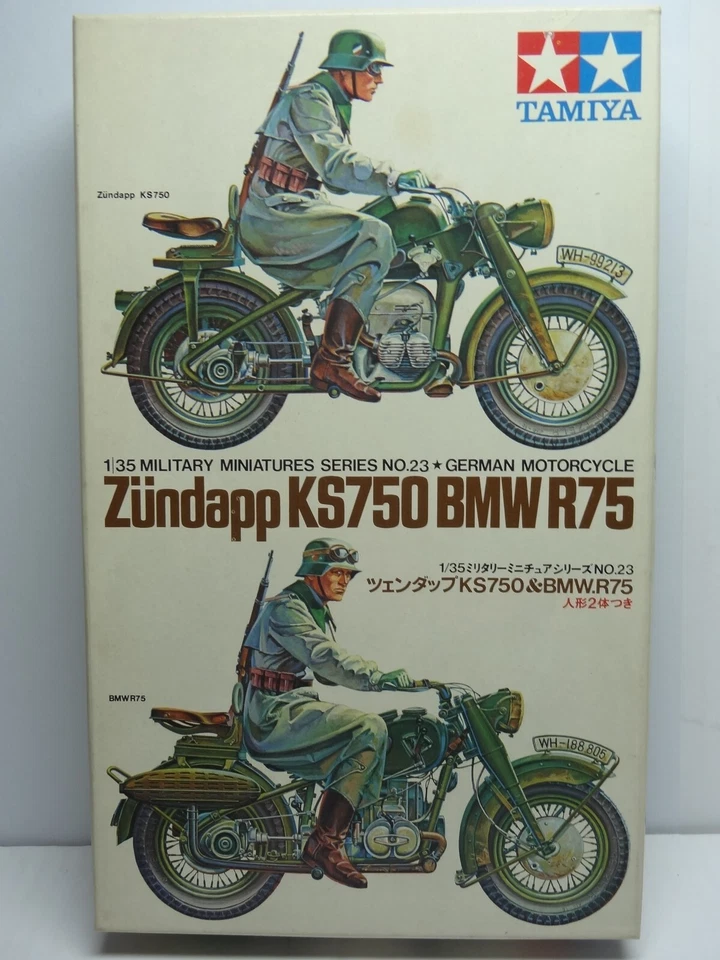 TAMIYA
Zündapp KS750
WH-99213
1/35 MILITARY MINIATURES SERIES NO.23 ★ GERMAN MOTORCYCLE
Zündapp KS750 BMW R75
1/35ミリタリーミニチュアシリーズNO.23
ツェンダップKS750&BMW.R75
人形2体つき
BMW R75
WH-188.805